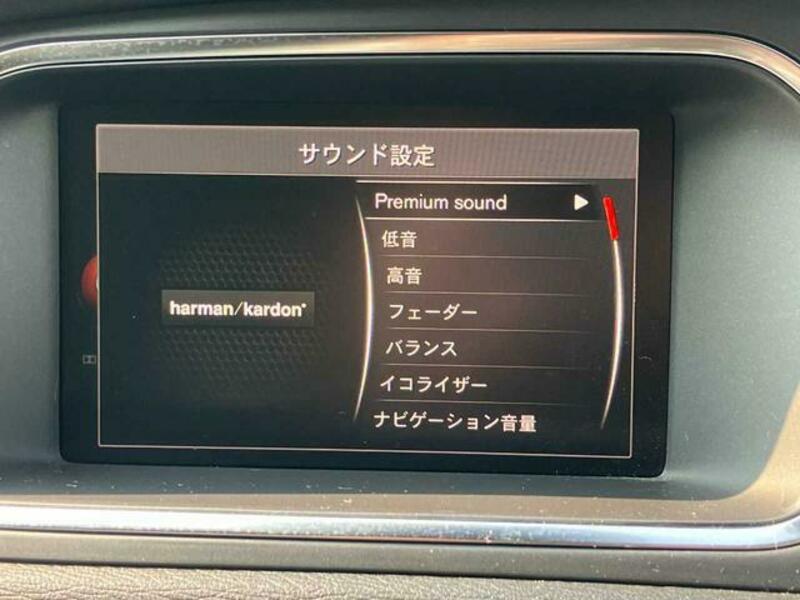 サウンド設定
Premium sound
低音
高音
フェーダー
バランス
イコライザー
ナビゲーション音量
harman/kardon